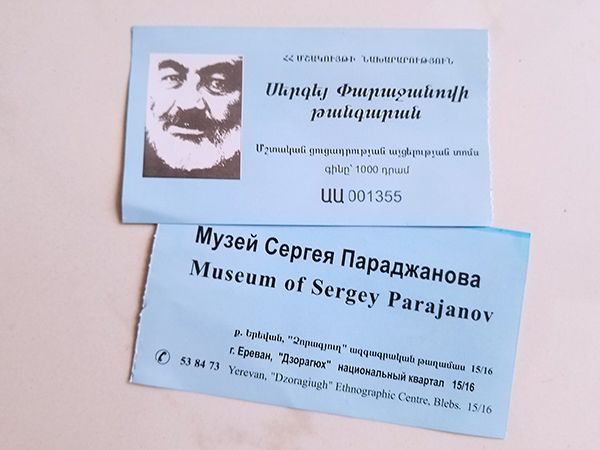 ՀՀ ՄՇԱԿՈՒՅԹԻ ՆԱԽԱՐԱՐՈՒԹՅՈՒՆ
Սերգեյ Փարաջանովի
թանգարան
Մշտական ցուցադրության այցելության տոմս
գինը՝ 1000 դրամ
ԱԱ 001355
Музей Сергея Параджанова
Museum of Sergey Parajanov
ք. Երևան, "Ձորագյուղ" ազգագրական թաղամաս 15/16
г. Ереван, "Дзорагюх" национальный квартал 15/16
✆ 53 84 73 Yerevan, "Dzoragiugh" Ethnographic Centre, Blebs. 15/16